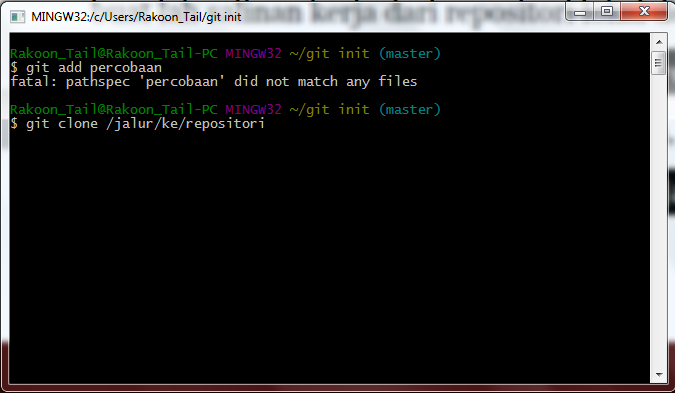 MINGW32:/c/Users/Rakoon_Tail/git init
Rakoon_Tail@Rakoon_Tail-PC MINGW32 ~/git init (master)
$ git add percobaan
fatal: pathspec 'percobaan' did not match any files
Rakoon_Tail@Rakoon_Tail-PC MINGW32 ~/git init (master)
$ git clone /jalur/ke/repositori